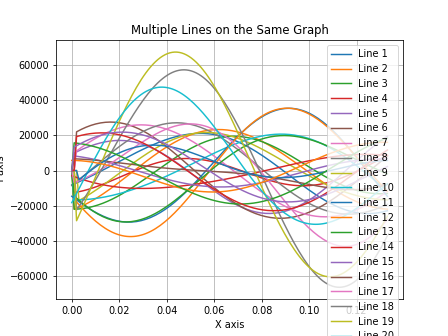 Multiple Lines on the Same Graph
60000
40000
20000
0
−20000
−40000
−60000
0.00
0.02
0.04
0.06
0.08
0.10
X axis
axis
Line 1
Line 2
Line 3
Line 4
Line 5
Line 6
Line 7
Line 8
Line 9
Line 10
Line 11
Line 12
Line 13
Line 14
Line 15
Line 16
Line 17
Line 18
Line 19
Line 20